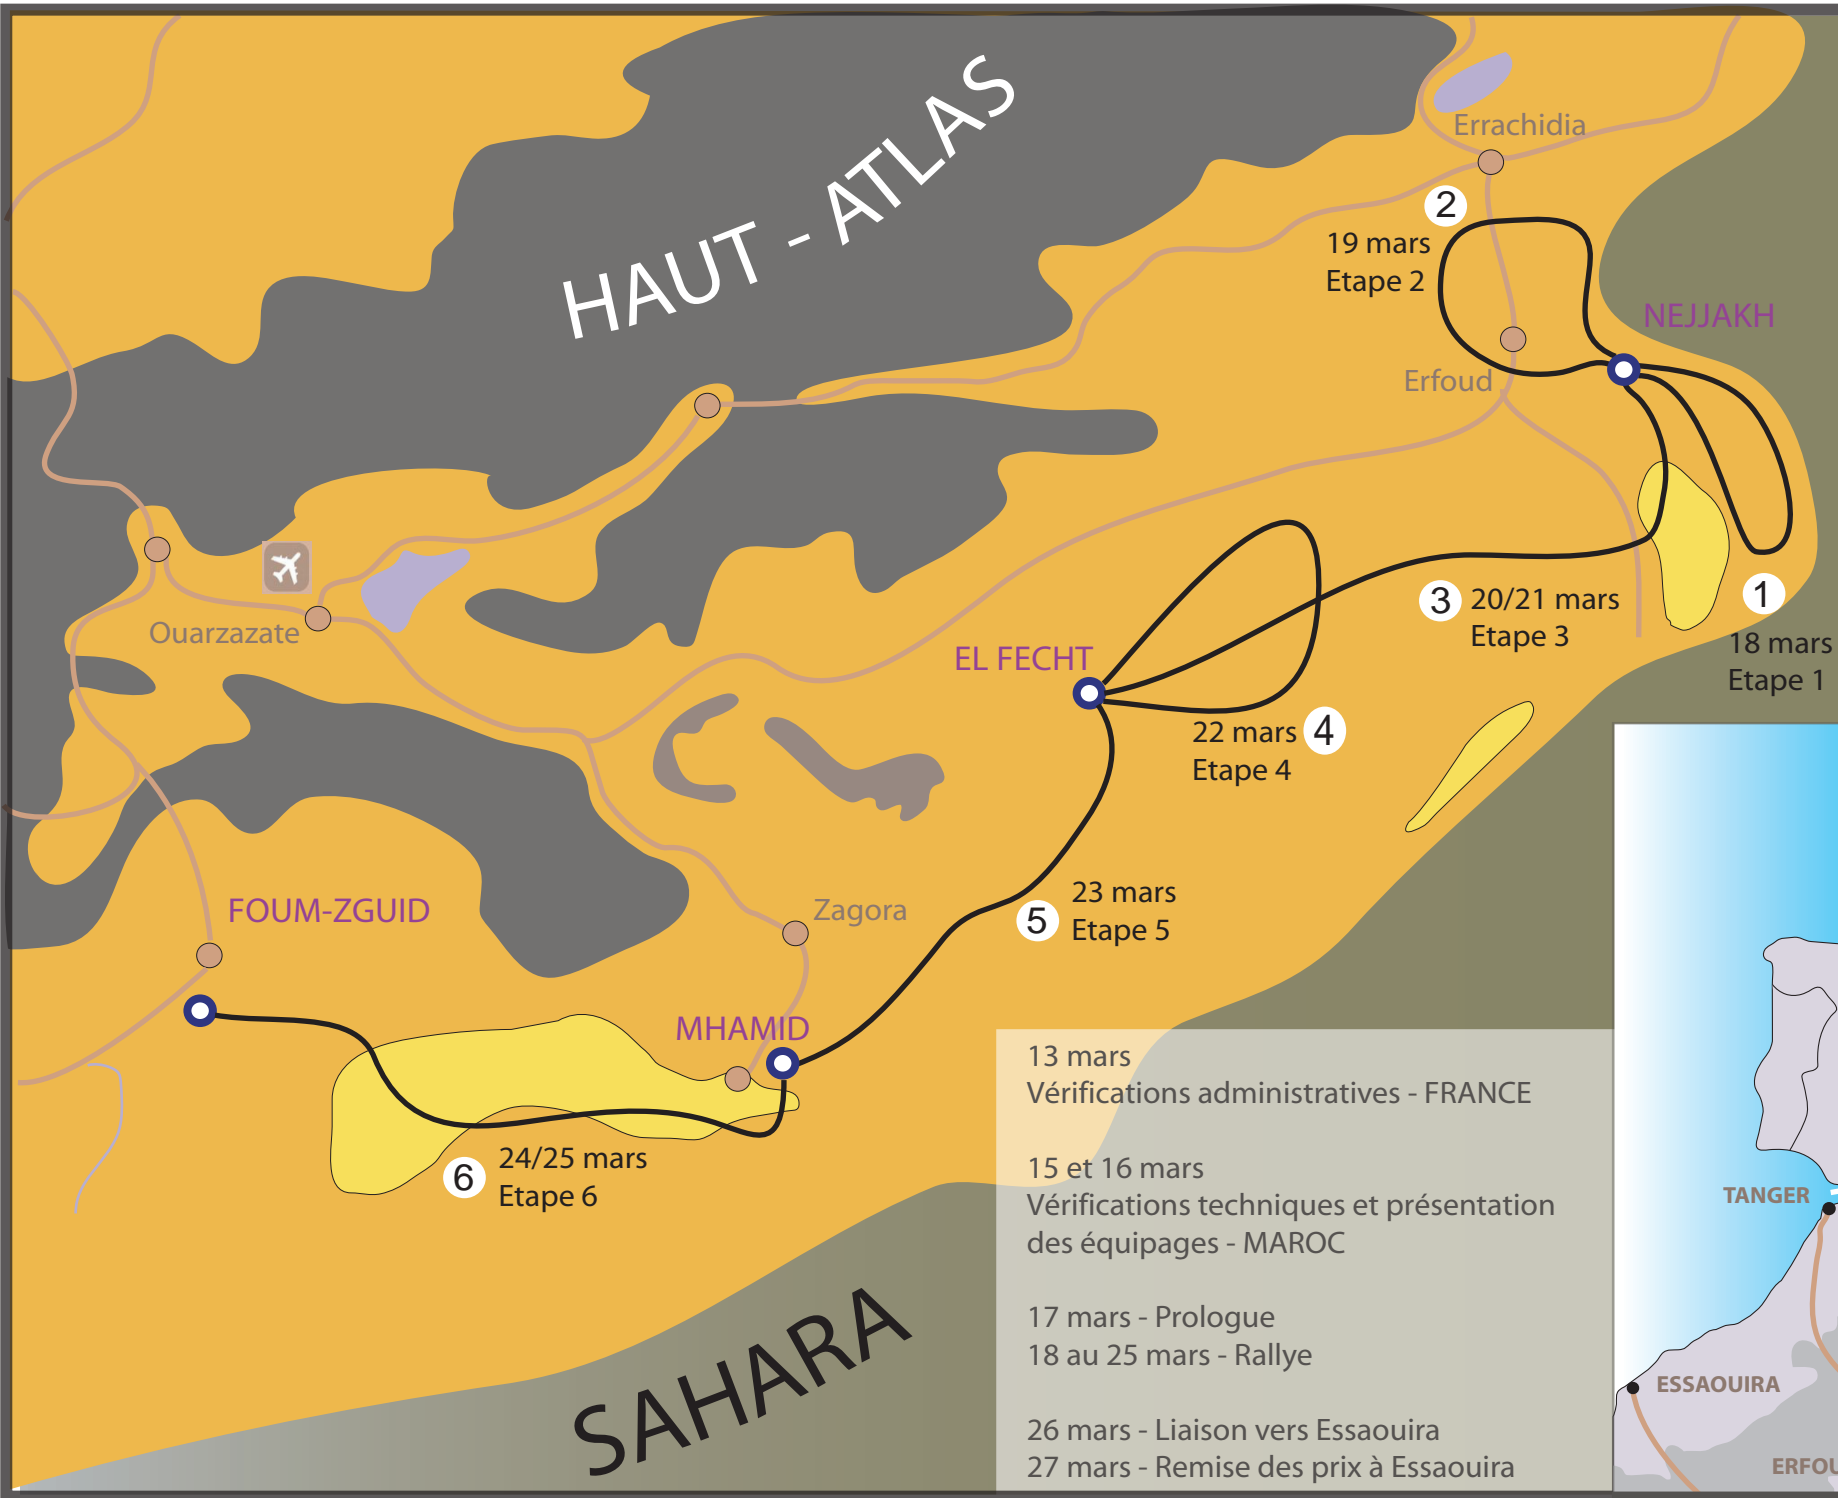 HAUT - ATLAS
Errachidia
2
19 mars
Etape 2
NEJJAKH
Erfoud
Ouarzazate
3
20/21 mars
Etape 3
1
18 mars
Etape 1
EL FECHT
22 mars
4
Etape 4
FOUM-ZGUID
Zagora
5
23 mars
Etape 5
MHAMID
6
24/25 mars
Etape 6
SAHARA
13 mars
Vérifications administratives - FRANCE
15 et 16 mars
Vérifications techniques et présentation
des équipages - MAROC
17 mars - Prologue
18 au 25 mars - Rallye
26 mars - Liaison vers Essaouira
27 mars - Remise des prix à Essaouira
TANGER
ESSAOUIRA
ERFOU